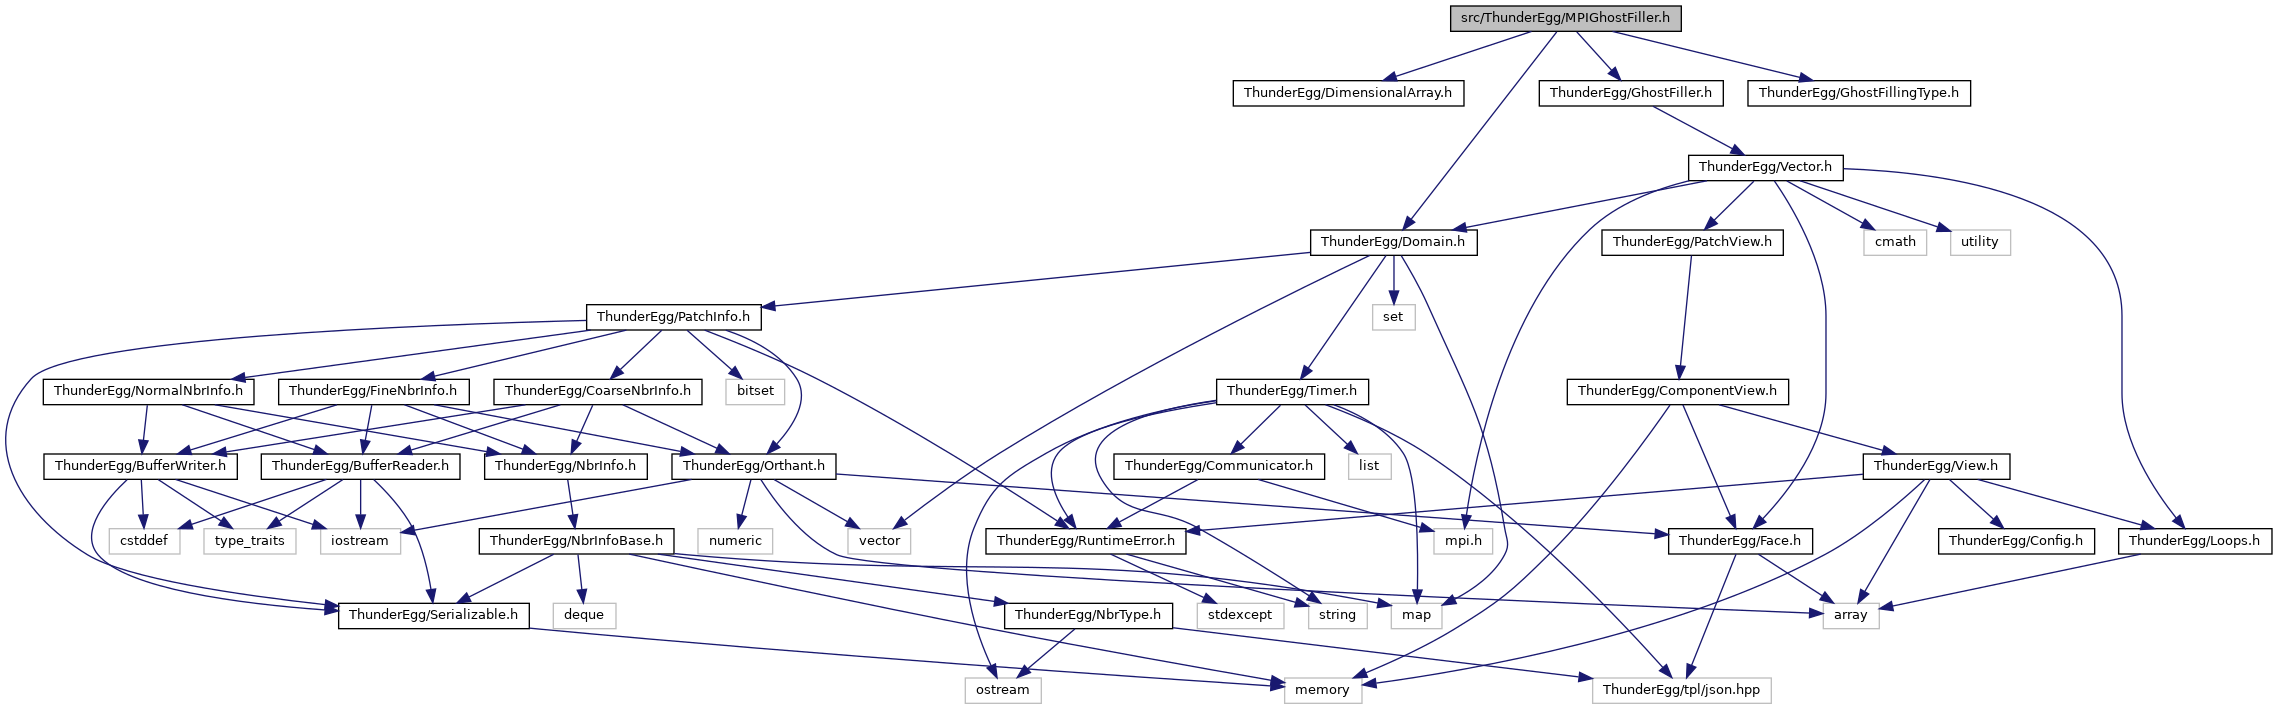 src/ThunderEgg/MPIGhostFiller.h
ThunderEgg/DimensionalArray.h
ThunderEgg/GhostFiller.h
ThunderEgg/GhostFillingType.h
ThunderEgg/Vector.h
ThunderEgg/Domain.h
ThunderEgg/PatchView.h
cmath
utility
ThunderEgg/PatchInfo.h
set
ThunderEgg/NormalNbrInfo.h
ThunderEgg/FineNbrInfo.h
ThunderEgg/CoarseNbrInfo.h
bitset
ThunderEgg/Timer.h
ThunderEgg/ComponentView.h
ThunderEgg/BufferWriter.h
ThunderEgg/BufferReader.h
ThunderEgg/NbrInfo.h
ThunderEgg/Orthant.h
ThunderEgg/Communicator.h
list
ThunderEgg/View.h
cstddef
type_traits
iostream
ThunderEgg/NbrInfoBase.h
numeric
vector
ThunderEgg/RuntimeError.h
mpi.h
ThunderEgg/Face.h
ThunderEgg/Config.h
ThunderEgg/Loops.h
ThunderEgg/Serializable.h
deque
ThunderEgg/NbrType.h
stdexcept
string
map
array
ostream
memory
ThunderEgg/tpl/json.hpp